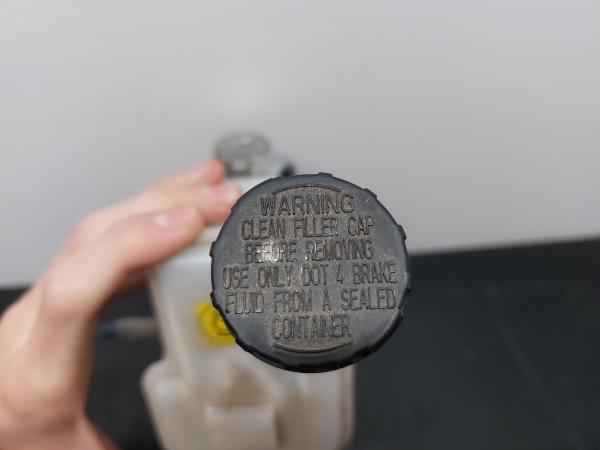 WARNING
CLEAN FILLER CAP
BEFORE REMOVING
USE ONLY DOT 4 BRAKE
FLUID FROM A SEALED
CONTAINER